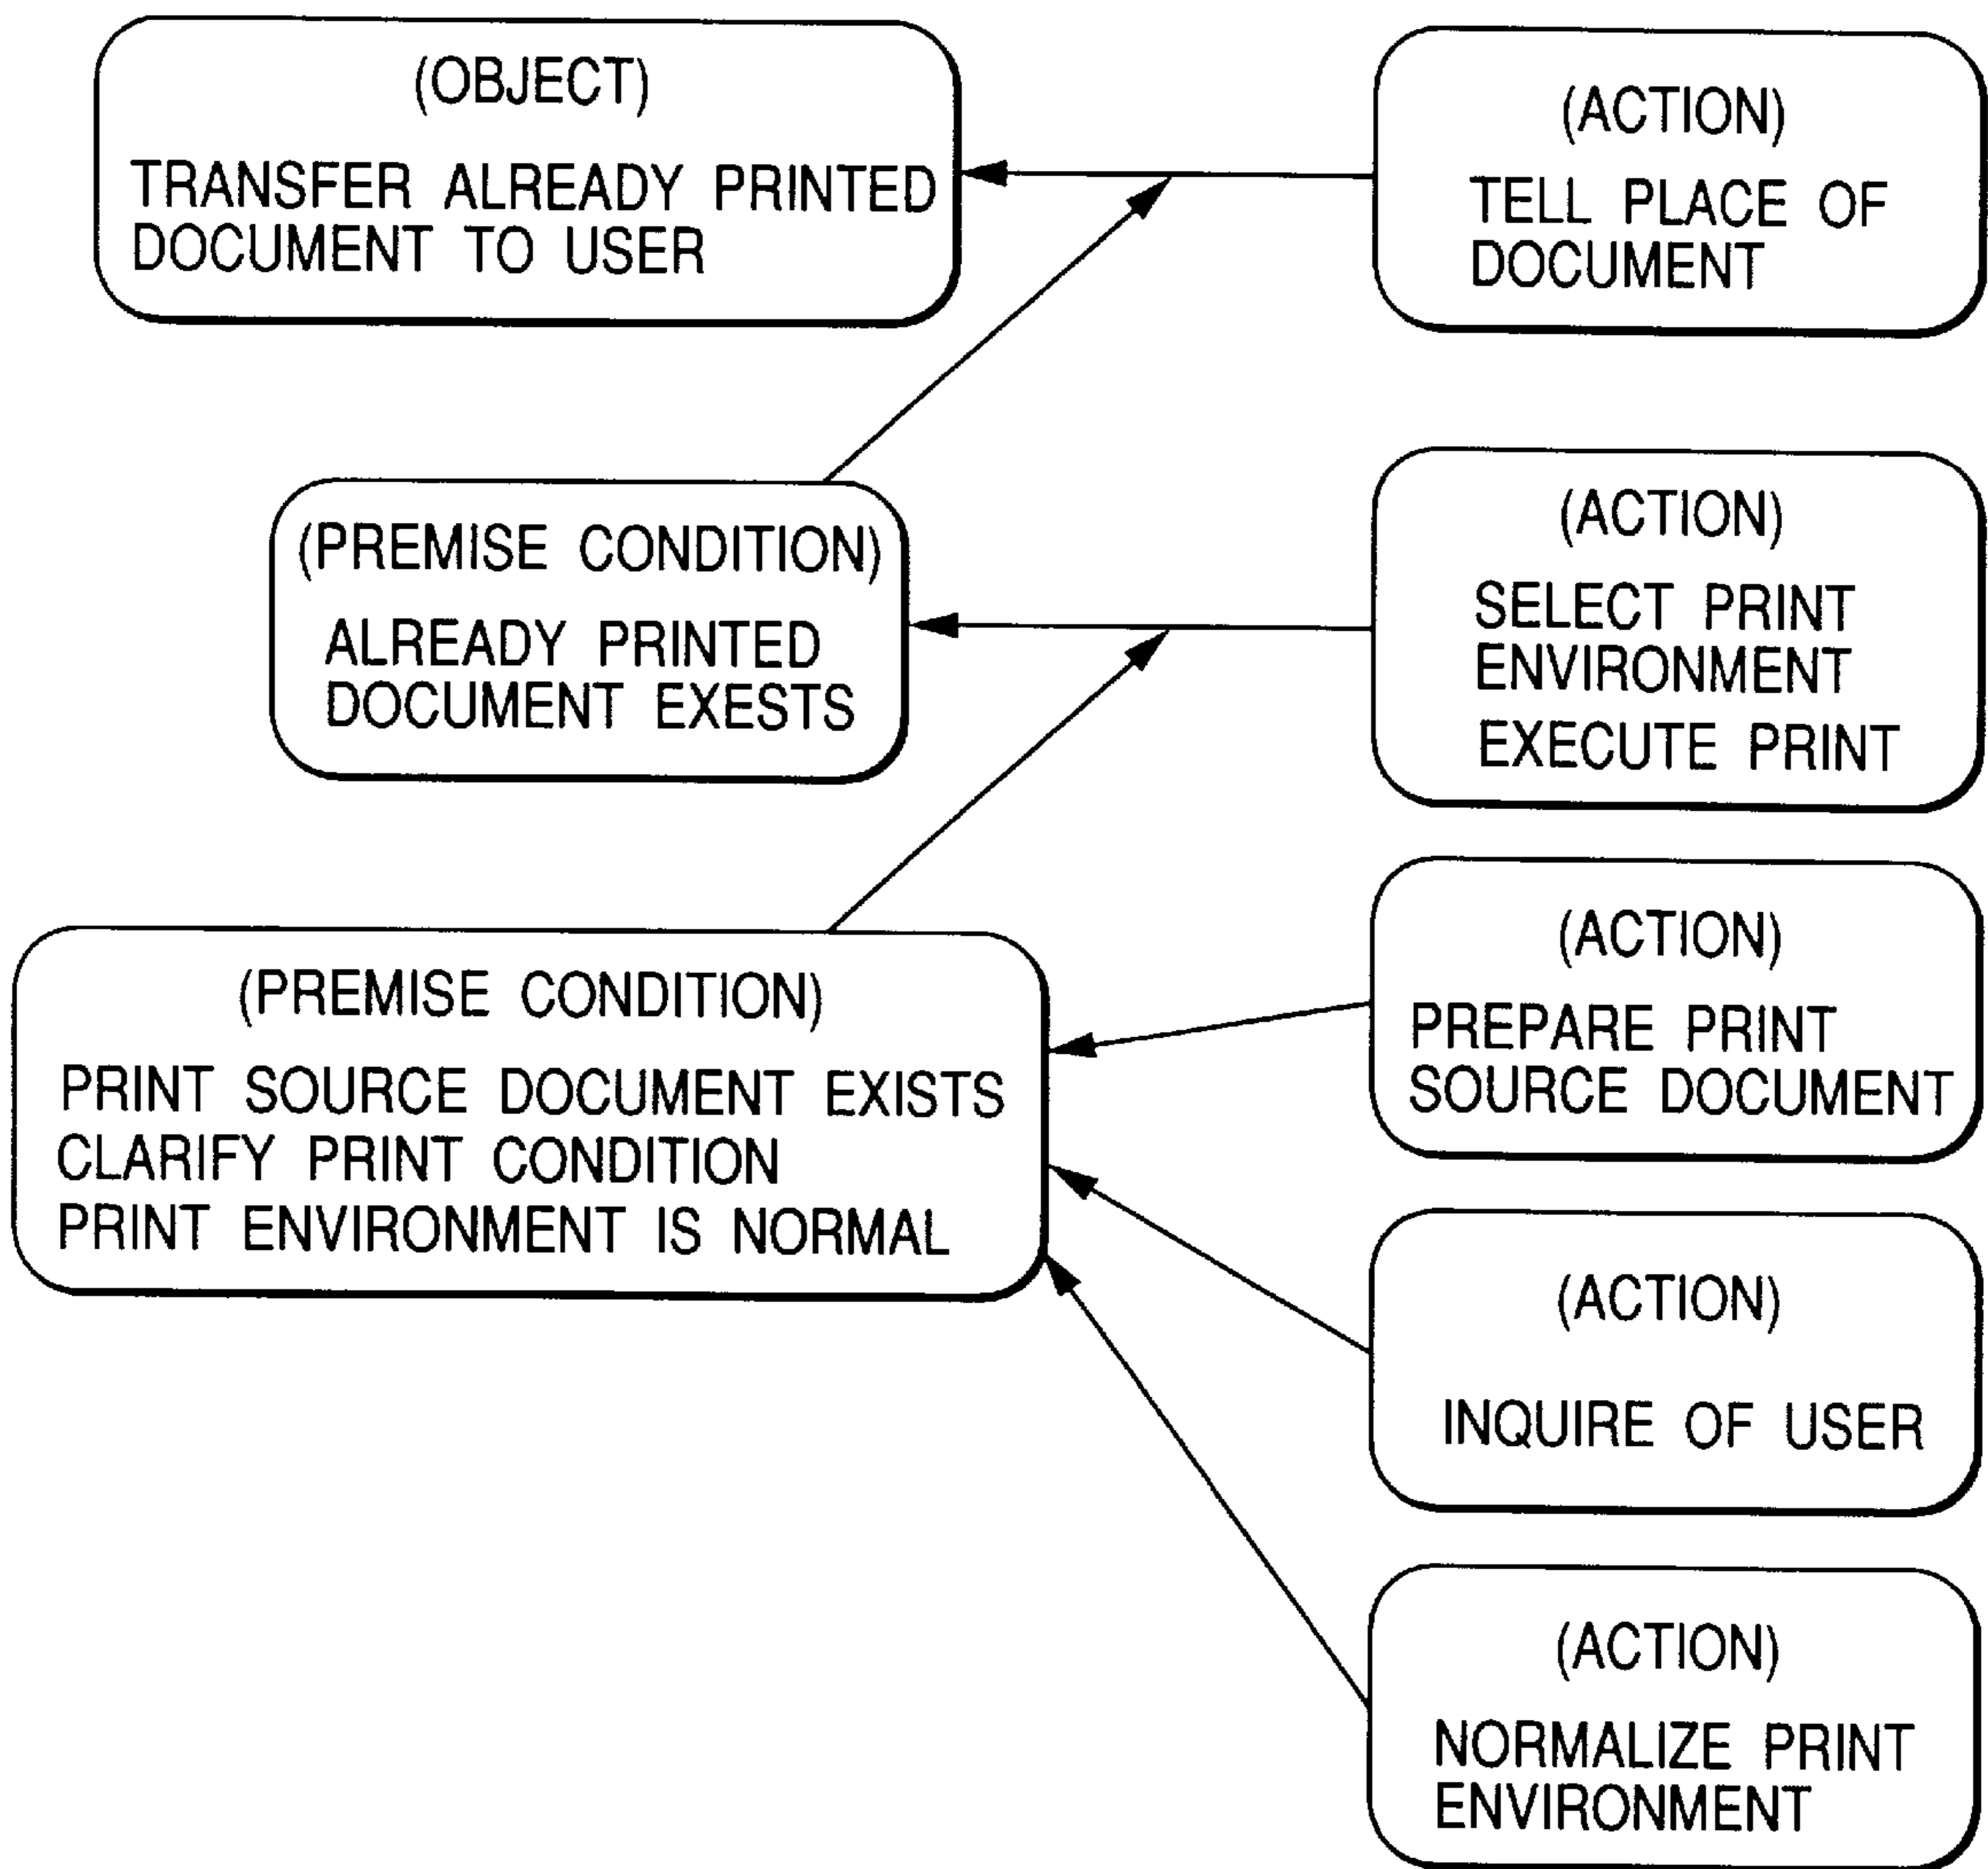 (OBJECT)
TRANSFER ALREADY PRINTED
DOCUMENT TO USER
(ACTION)
TELL PLACE OF
DOCUMENT
(PREMISE CONDITION)
ALREADY PRINTED
DOCUMENT EXESTS
(ACTION)
SELECT PRINT
ENVIRONMENT
EXECUTE PRINT
(PREMISE CONDITION)
PRINT SOURCE DOCUMENT EXISTS
CLARIFY PRINT CONDITION
PRINT ENVIRONMENT IS NORMAL
(ACTION)
PREPARE PRINT
SOURCE DOCUMENT
(ACTION)
INQUIRE OF USER
(ACTION)
NORMALIZE PRINT
ENVIRONMENT